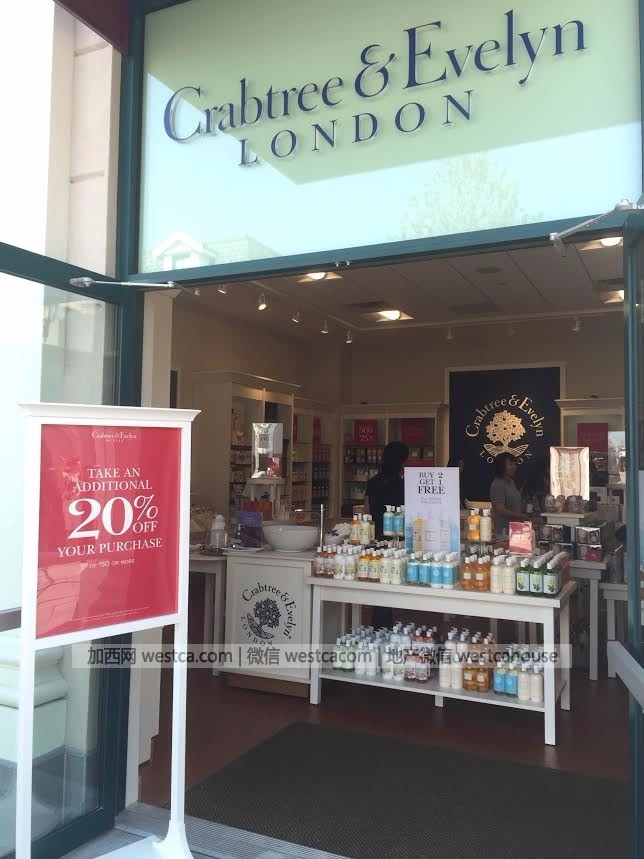 Crabtree & Evelyn
LONDON
Crabtree & Evelyn
TAKE AN
ADDITIONAL
20% OFF
YOUR PURCHASE
OF $50 OR MORE
Crabtree & Evelyn
LONDON
BUY 2
GET 1
FREE
Crabtree & Evelyn
LONDON
加西网 westca.com | 微信 westcacom | 地产微信 westcahouse